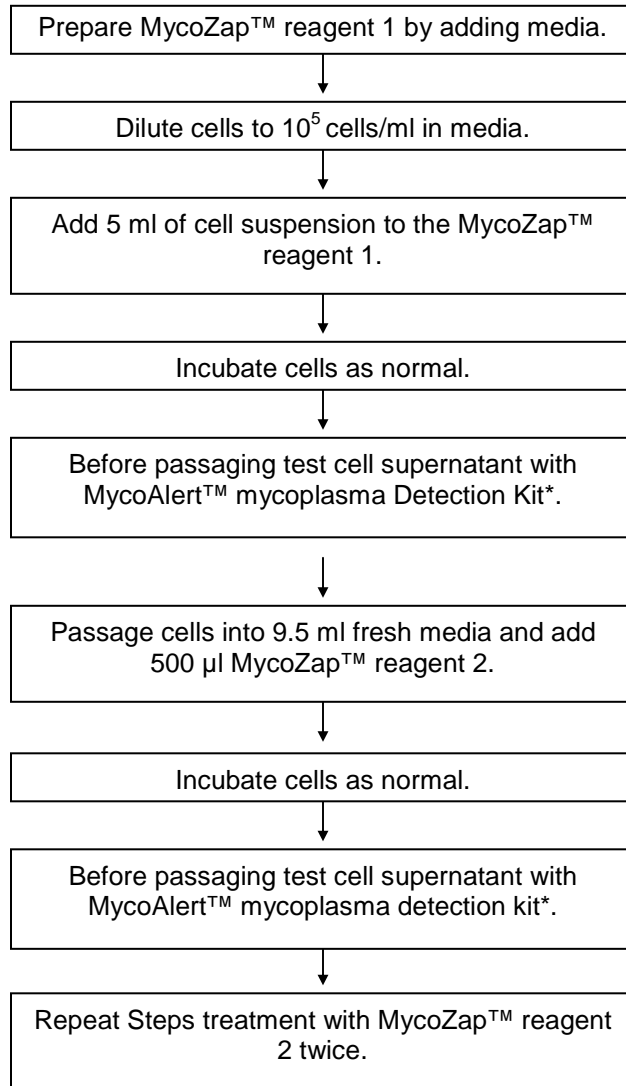 Prepare MycoZap™ reagent 1 by adding media.
Dilute cells to 10⁵ cells/ml in media.
Add 5 ml of cell suspension to the MycoZap™
reagent 1.
Incubate cells as normal.
Before passaging test cell supernatant with
MycoAlert™ mycoplasma Detection Kit*.
Passage cells into 9.5 ml fresh media and add
500 µl MycoZap™ reagent 2.
Incubate cells as normal.
Before passaging test cell supernatant with
MycoAlert™ mycoplasma detection kit*.
Repeat Steps treatment with MycoZap™ reagent
2 twice.